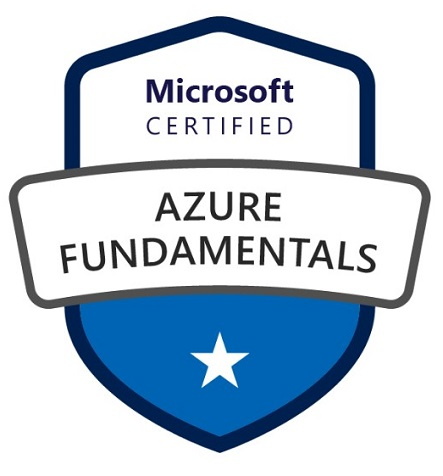 Microsoft
CERTIFIED
AZURE
FUNDAMENTALS